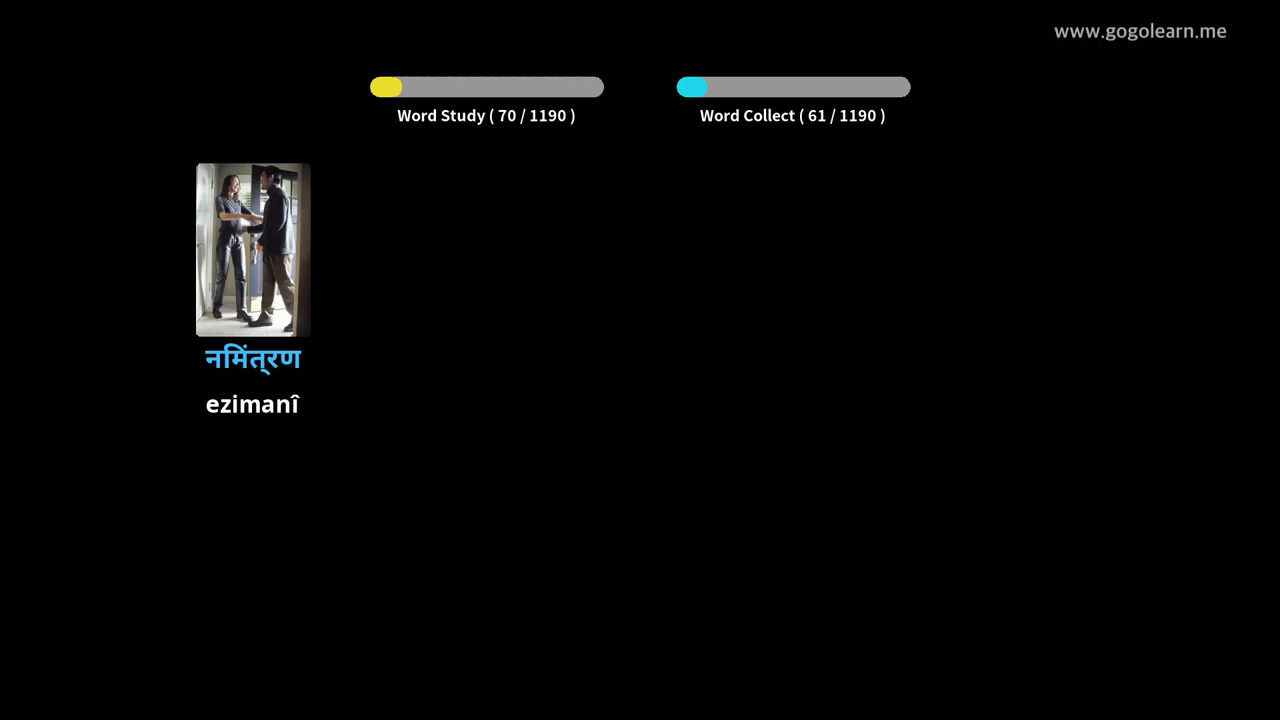 www.gogolearn.me
Word Study ( 70 / 1190 )
Word Collect ( 61 / 1190 )
नमिंत्रण
ezimanî